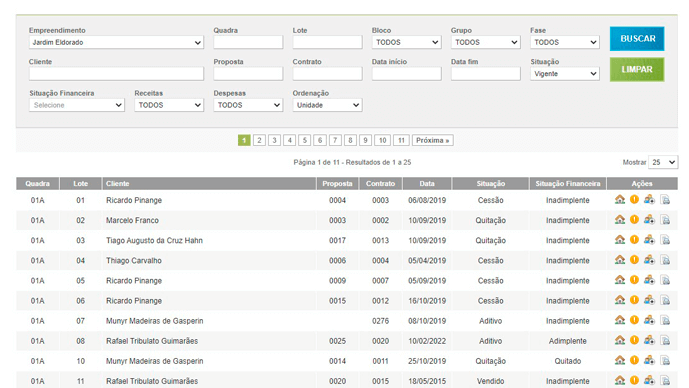 Empreendimento Quadra Lote Bloco Grupo Fase
Jardim Eldorado TODOS TODOS TODOS BUSCAR
Cliente Proposta Contrato Data início Data fim Situação
Vigente LIMPAR
Situação Financeira Receitas Despesas Ordenação
Selecione TODOS TODOS Unidade
1 2 3 4 5 6 7 8 9 10 11 Próxima »
Página 1 de 11 - Resultados de 1 a 25 Mostrar 25
Quadra Lote Cliente Proposta Contrato Data Situação Situação Financeira Ações
01A 01 Ricardo Pinange 0004 0003 06/08/2019 Cessão Inadimplente
01A 02 Marcelo Franco 0003 0002 10/09/2019 Quitação Inadimplente
01A 03 Tiago Augusto da Cruz Hahn 0017 0013 10/09/2019 Quitação Inadimplente
01A 04 Thiago Carvalho 0006 0004 05/04/2019 Cessão Inadimplente
01A 05 Ricardo Pinange 0009 0007 05/09/2019 Cessão Inadimplente
01A 06 Ricardo Pinange 0015 0012 16/10/2019 Cessão Inadimplente
01A 07 Munyr Madeiras de Gasperin 0276 08/10/2019 Aditivo Inadimplente
01A 08 Rafael Tribulato Guimarães 0025 0020 10/02/2022 Aditivo Adimplente
01A 10 Munyr Madeiras de Gasperin 0014 0011 25/10/2019 Quitação Quitado
01A 11 Rafael Tribulato Guimarães 0020 0015 18/05/2015 Vendido Inadimplente